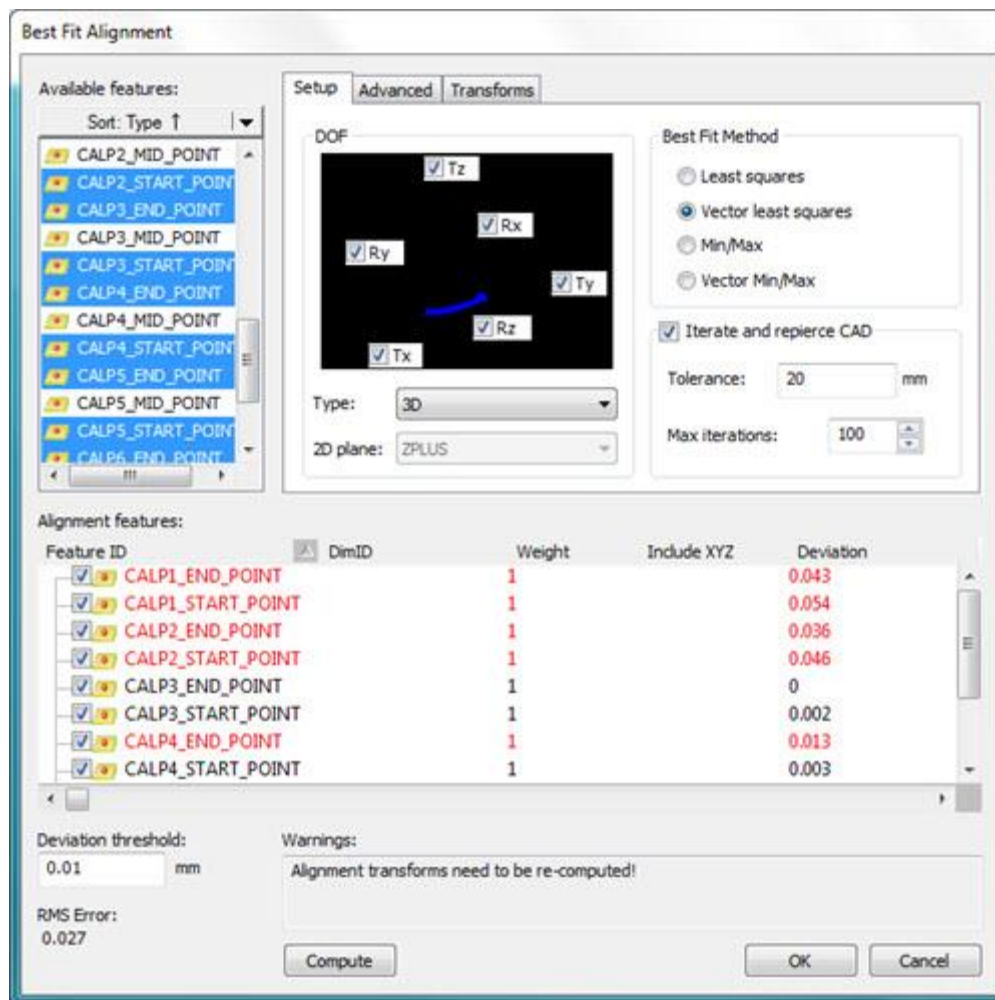 Best Fit Alignment
Available features:
Sort: Type ↑
CALP2_MID_POINT
CALP2_START_POIN
CALP3_END_POINT
CALP3_MID_POINT
CALP3_START_POIN
CALP4_END_POINT
CALP4_MID_POINT
CALP4_START_POIN
CALP5_END_POINT
CALP5_MID_POINT
CALP5_START_POIN
CALP6_END_POINT
Setup Advanced Transforms
DOF
Tz
Rx
Ry
Ty
Rz
Tx
Type: 3D
2D plane: ZPLUS
Best Fit Method
Least squares
Vector least squares
Min/Max
Vector Min/Max
Iterate and repierce CAD
Tolerance: 20 mm
Max iterations: 100
Alignment features:
Feature ID DimID Weight Include XYZ Deviation
CALP1_END_POINT 1 0.043
CALP1_START_POINT 1 0.054
CALP2_END_POINT 1 0.036
CALP2_START_POINT 1 0.046
CALP3_END_POINT 1 0
CALP3_START_POINT 1 0.002
CALP4_END_POINT 1 0.013
CALP4_START_POINT 1 0.003
Deviation threshold:
0.01 mm
RMS Error:
0.027
Warnings:
Alignment transforms need to be re-computed!
Compute OK Cancel